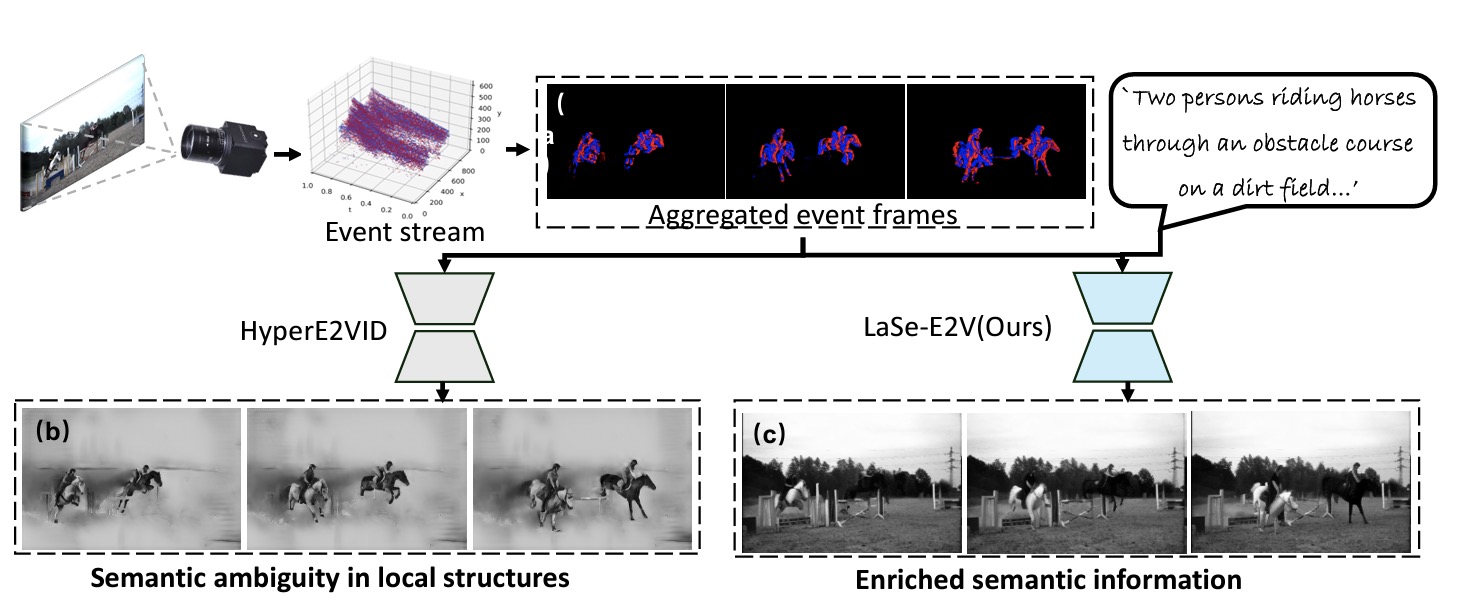 600
500
400
300
200
100
0
y
1.0
0.8
0.6
0.4
0.2
0.0
t
0
200
400
600
800
x
Event stream
(
a
)
Aggregated event frames
`Two persons riding horses
through an obstacle course
on a dirt field...’
HyperE2VID
LaSe-E2V(Ours)
(b)
(c)
Semantic ambiguity in local structures
Enriched semantic information